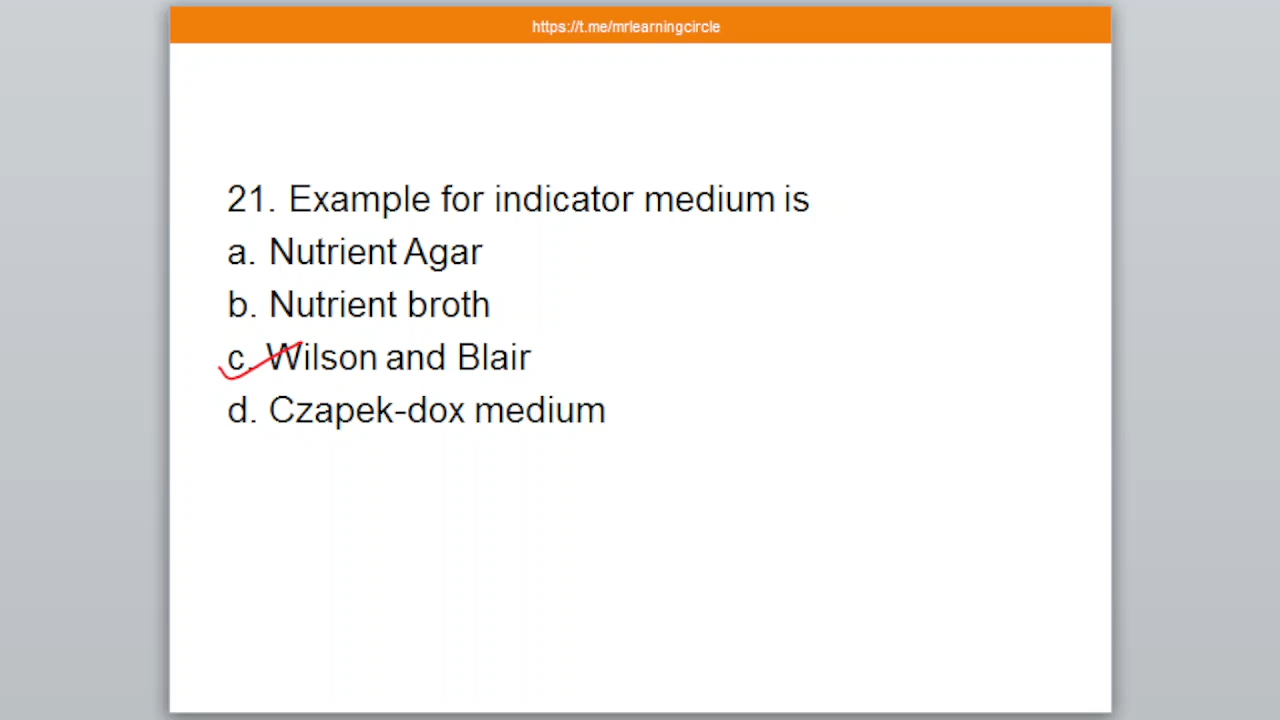 https://t.me/mrlearningcircle
21. Example for indicator medium is
a. Nutrient Agar
b. Nutrient broth
c. Wilson and Blair
d. Czapek-dox medium